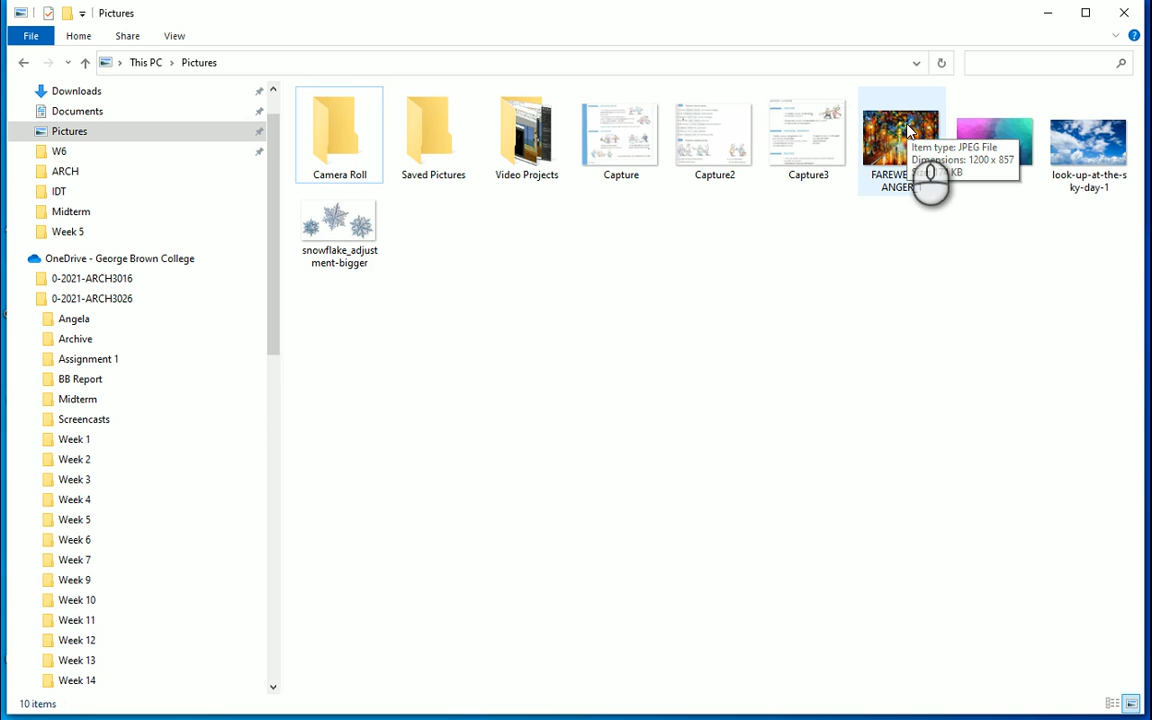 Pictures
File Home Share View
This PC Pictures
Downloads
Documents
Pictures
W6
ARCH
IDT
Midterm
Week 5
OneDrive - George Brown College
0-2021-ARCH3016
0-2021-ARCH3026
Angela
Archive
Assignment 1
BB Report
Midterm
Screencasts
Week 1
Week 2
Week 3
Week 4
Week 5
Week 6
Week 7
Week 9
Week 10
Week 11
Week 12
Week 13
Week 14
Camera Roll
Saved Pictures
Video Projects
Capture
Capture2
Capture3
Item type: JPEG File
Dimensions: 1200 x 857
KB
look-up-at-the-s
ky-day-1
snowflake_adjust
ment-bigger
10 items